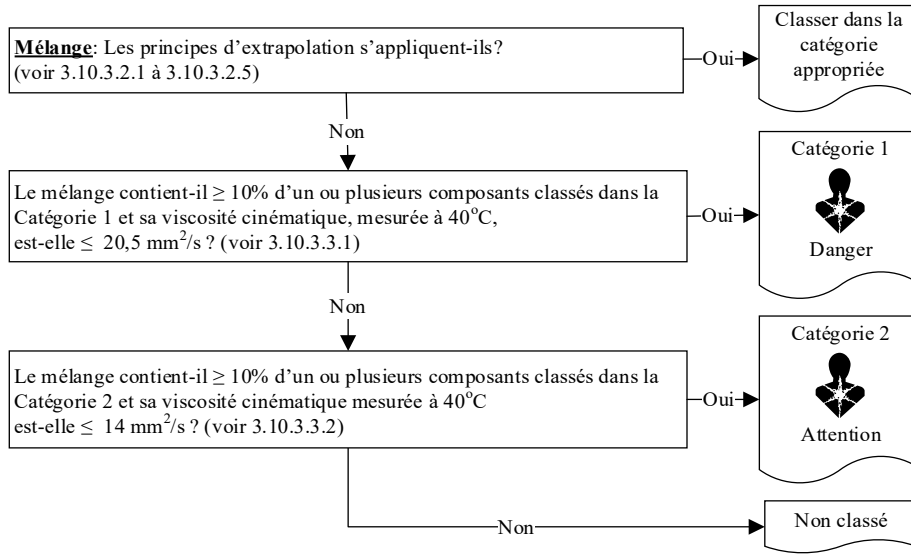 Mélange: Les principes d'extrapolation s'appliquent-ils?
(voir 3.10.3.2.1 à 3.10.3.2.5)
Oui
Classer dans la
catégorie
appropriée
Non
Le mélange contient-il ≥ 10% d'un ou plusieurs composants classés dans la
Catégorie 1 et sa viscosité cinématique, mesurée à 40°C,
est-elle ≤ 20,5 mm²/s ? (voir 3.10.3.3.1)
Oui
Catégorie 1
Danger
Non
Le mélange contient-il ≥ 10% d'un ou plusieurs composants classés dans la
Catégorie 2 et sa viscosité cinématique mesurée à 40°C
est-elle ≤ 14 mm²/s ? (voir 3.10.3.3.2)
Oui
Catégorie 2
Attention
Non
Non classé